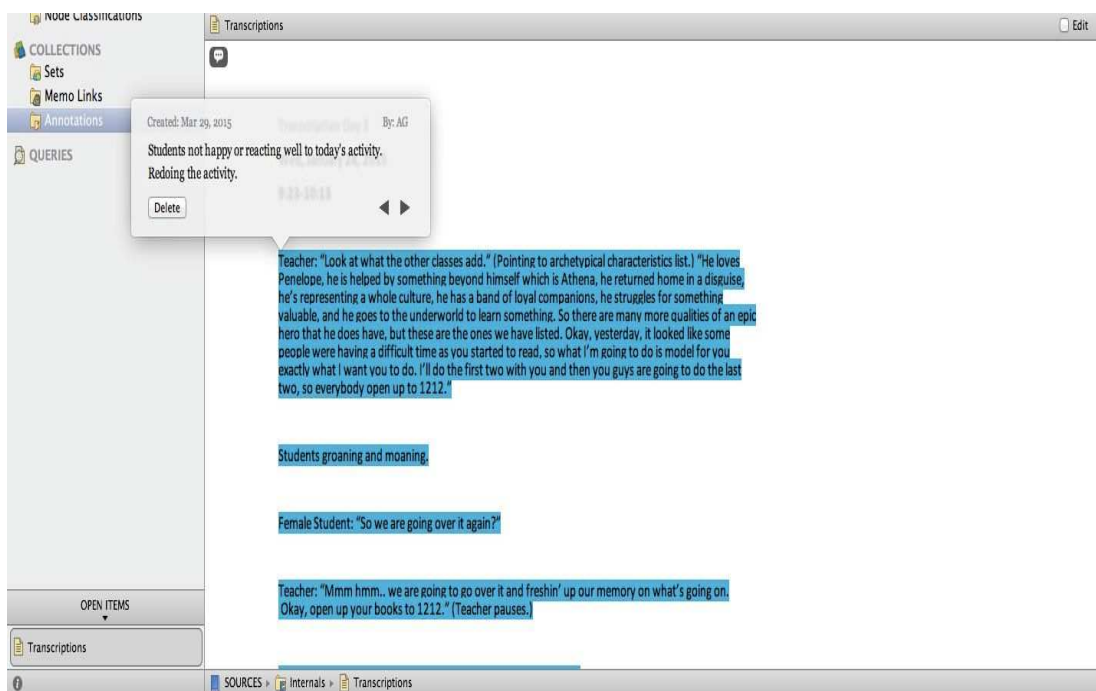 Node Classifications
COLLECTIONS
Sets
Memo Links
Annotations
QUERIES
OPEN ITEMS
Transcriptions
Transcriptions
Edit
Created: Mar 29, 2015 By: AG
Students not happy or reacting well to today's activity.
Redoing the activity.
Delete
9:23-10:13
Teacher: “Look at what the other classes add.” (Pointing to archetypical characteristics list.) “He loves
Penelope, he is helped by something beyond himself which is Athena, he returned home in a disguise,
he’s representing a whole culture, he has a band of loyal companions, he struggles for something
valuable, and he goes to the underworld to learn something. So there are many more qualities of an epic
hero that he does have, but these are the ones we have listed. Okay, yesterday, it looked like some
people were having a difficult time as you started to read, so what I’m going to do is model for you
exactly what I want you to do. I’ll do the first two with you and then you guys are going to do the last
two, so everybody open up to 1212.”
Students groaning and moaning.
Female Student: “So we are going over it again?”
Teacher: “Mmm hmm.. we are going to go over it and freshin’ up our memory on what’s going on.
Okay, open up your books to 1212.” (Teacher pauses.)
SOURCES Internals Transcriptions